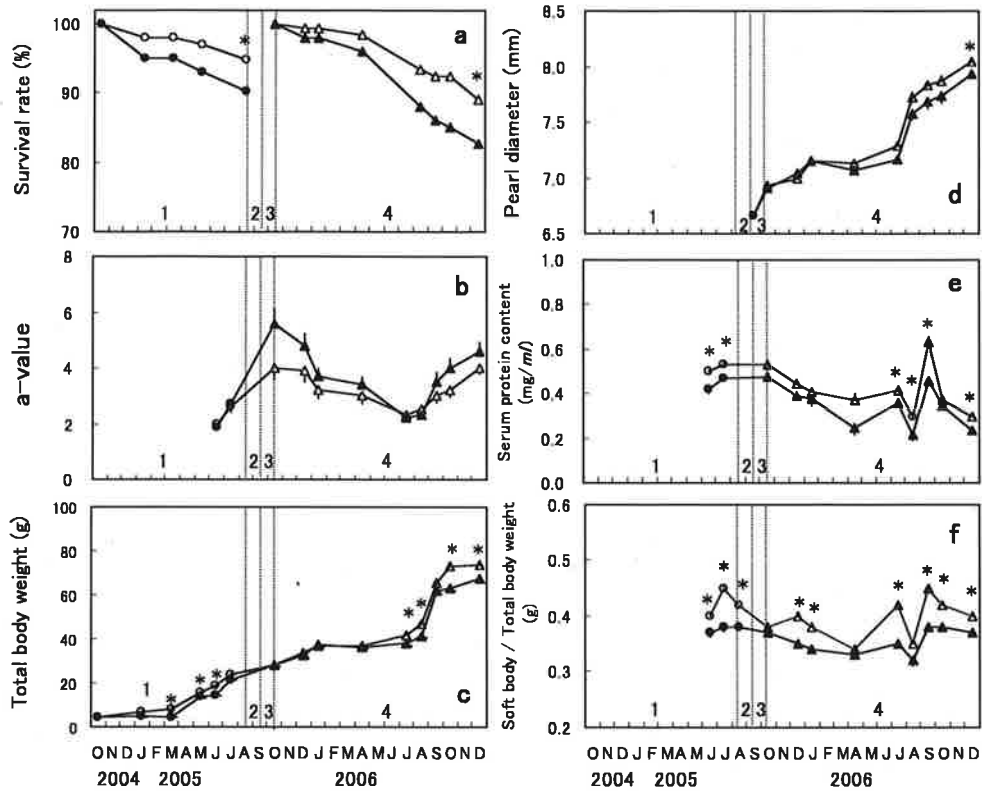 Survival rate (%)
100
90
80
70
*
*
a
1
2
3
4
Pearl diameter (mm)
8.5
8.0
7.5
7.0
6.5
*
d
1
2
3
4
a-value
8
6
4
2
0
b
1
2
3
4
Serum protein content
(mg/ml)
1.0
0.8
0.6
0.4
0.2
0.0
* * * * * *
e
1
2
3
4
Total body weight (g)
100
80
60
40
20
0
* * * * * * *
c
1
2
3
4
O N D J F M A M J J A S O N D J F M A M J J A S O N D
2004 2005 2006
Soft body / Total body weight
(g)
0.6
0.5
0.4
0.3
0.2
* * * * * * * * *
f
1
2
3
4
O N D J F M A M J J A S O N D J F M A M J J A S O N D
2004 2005 2006